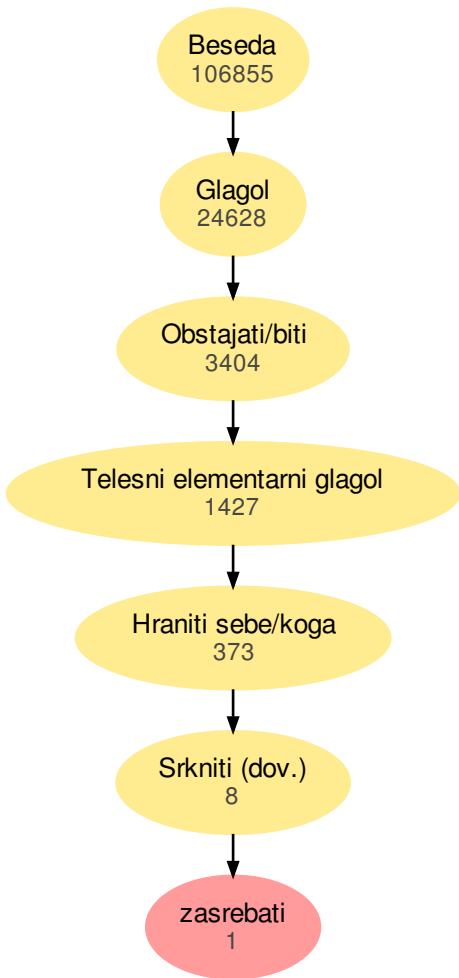 Beseda
106855
Glagol
24628
Obstajati/biti
3404
Telesni elementarni glagol
1427
Hraniti sebe/koga
373
Srkniti (dov.)
8
zasrebati
1